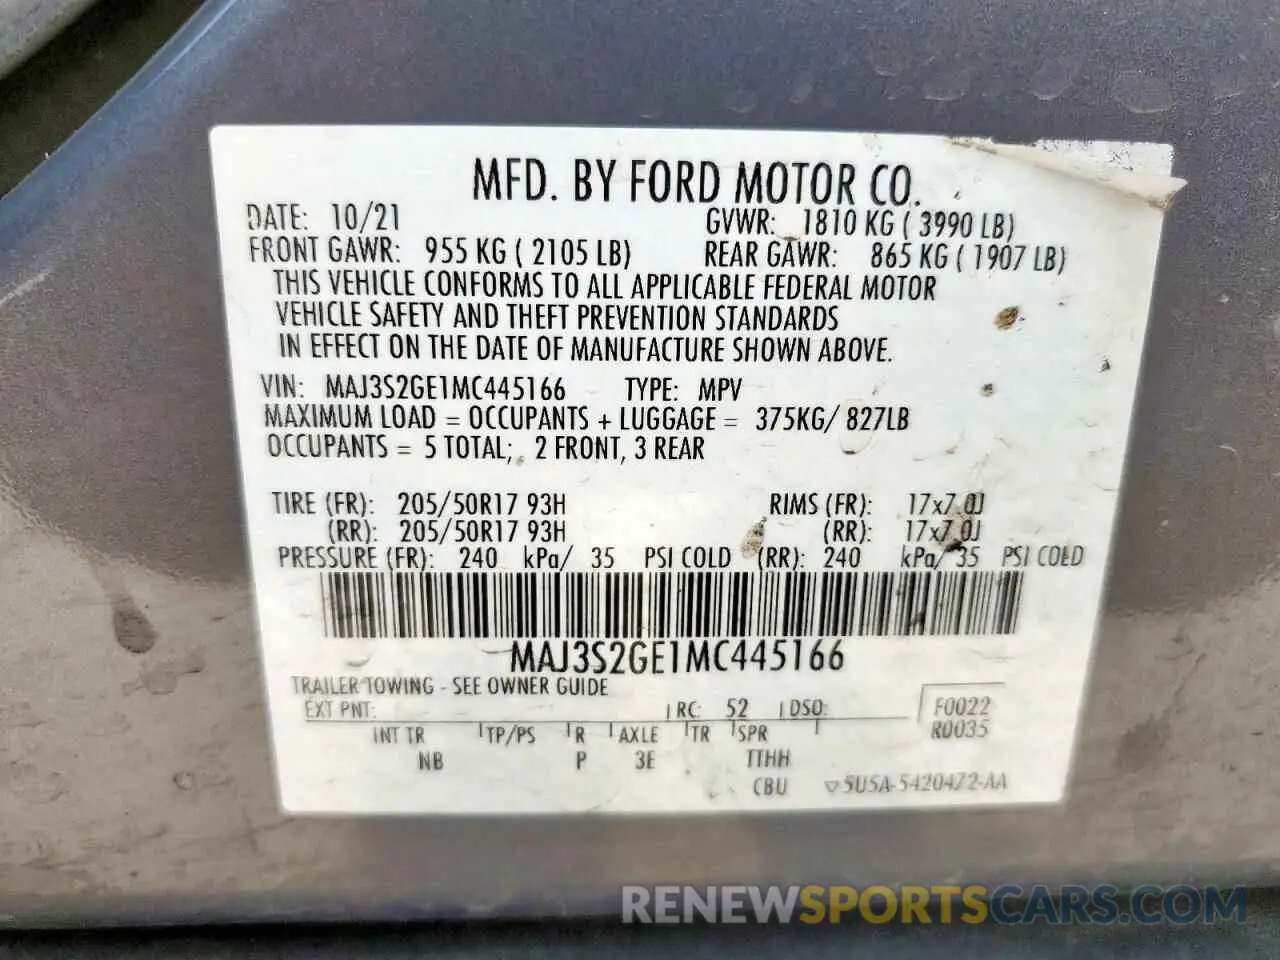 MFD. BY FORD MOTOR CO.
DATE: 10/21 GVWR: 1810 KG ( 3990 LB)
FRONT GAWR: 955 KG ( 2105 LB) REAR GAWR: 865 KG ( 1907 LB)
THIS VEHICLE CONFORMS TO ALL APPLICABLE FEDERAL MOTOR
VEHICLE SAFETY AND THEFT PREVENTION STANDARDS
IN EFFECT ON THE DATE OF MANUFACTURE SHOWN ABOVE.
VIN: MAJ3S2GE1MC445166 TYPE: MPV
MAXIMUM LOAD = OCCUPANTS + LUGGAGE = 375KG/ 827LB
OCCUPANTS = 5 TOTAL; 2 FRONT, 3 REAR
TIRE (FR): 205/50R17 93H RIMS (FR): 17x7.0J
(RR): 205/50R17 93H (RR): 17x7.0J
PRESSURE (FR): 240 kPa/ 35 PSI COLD (RR): 240 kPa/ 35 PSI COLD
MAJ3S2GE1MC445166
TRAILER TOWING - SEE OWNER GUIDE
EXT PNT: RC: 52 DSO: F0022
R0035
INT TR TP/PS R AXLE TR SPR
NB P 3E TTHH
CBU SU5A-5420472-AA
RENEWSPORTSCARS.COM